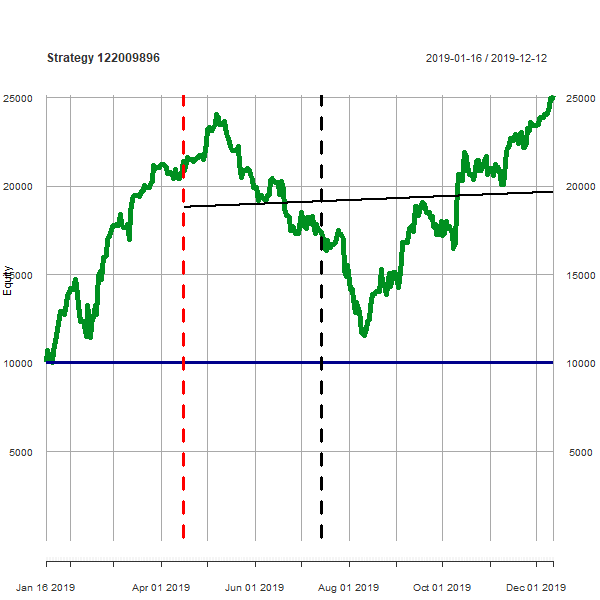 Strategy 122009896
2019-01-16 / 2019-12-12
25000
25000
20000
20000
15000
15000
Equity
10000
10000
5000
5000
Jan 16 2019
Apr 01 2019
Jun 01 2019
Aug 01 2019
Oct 01 2019
Dec 01 2019